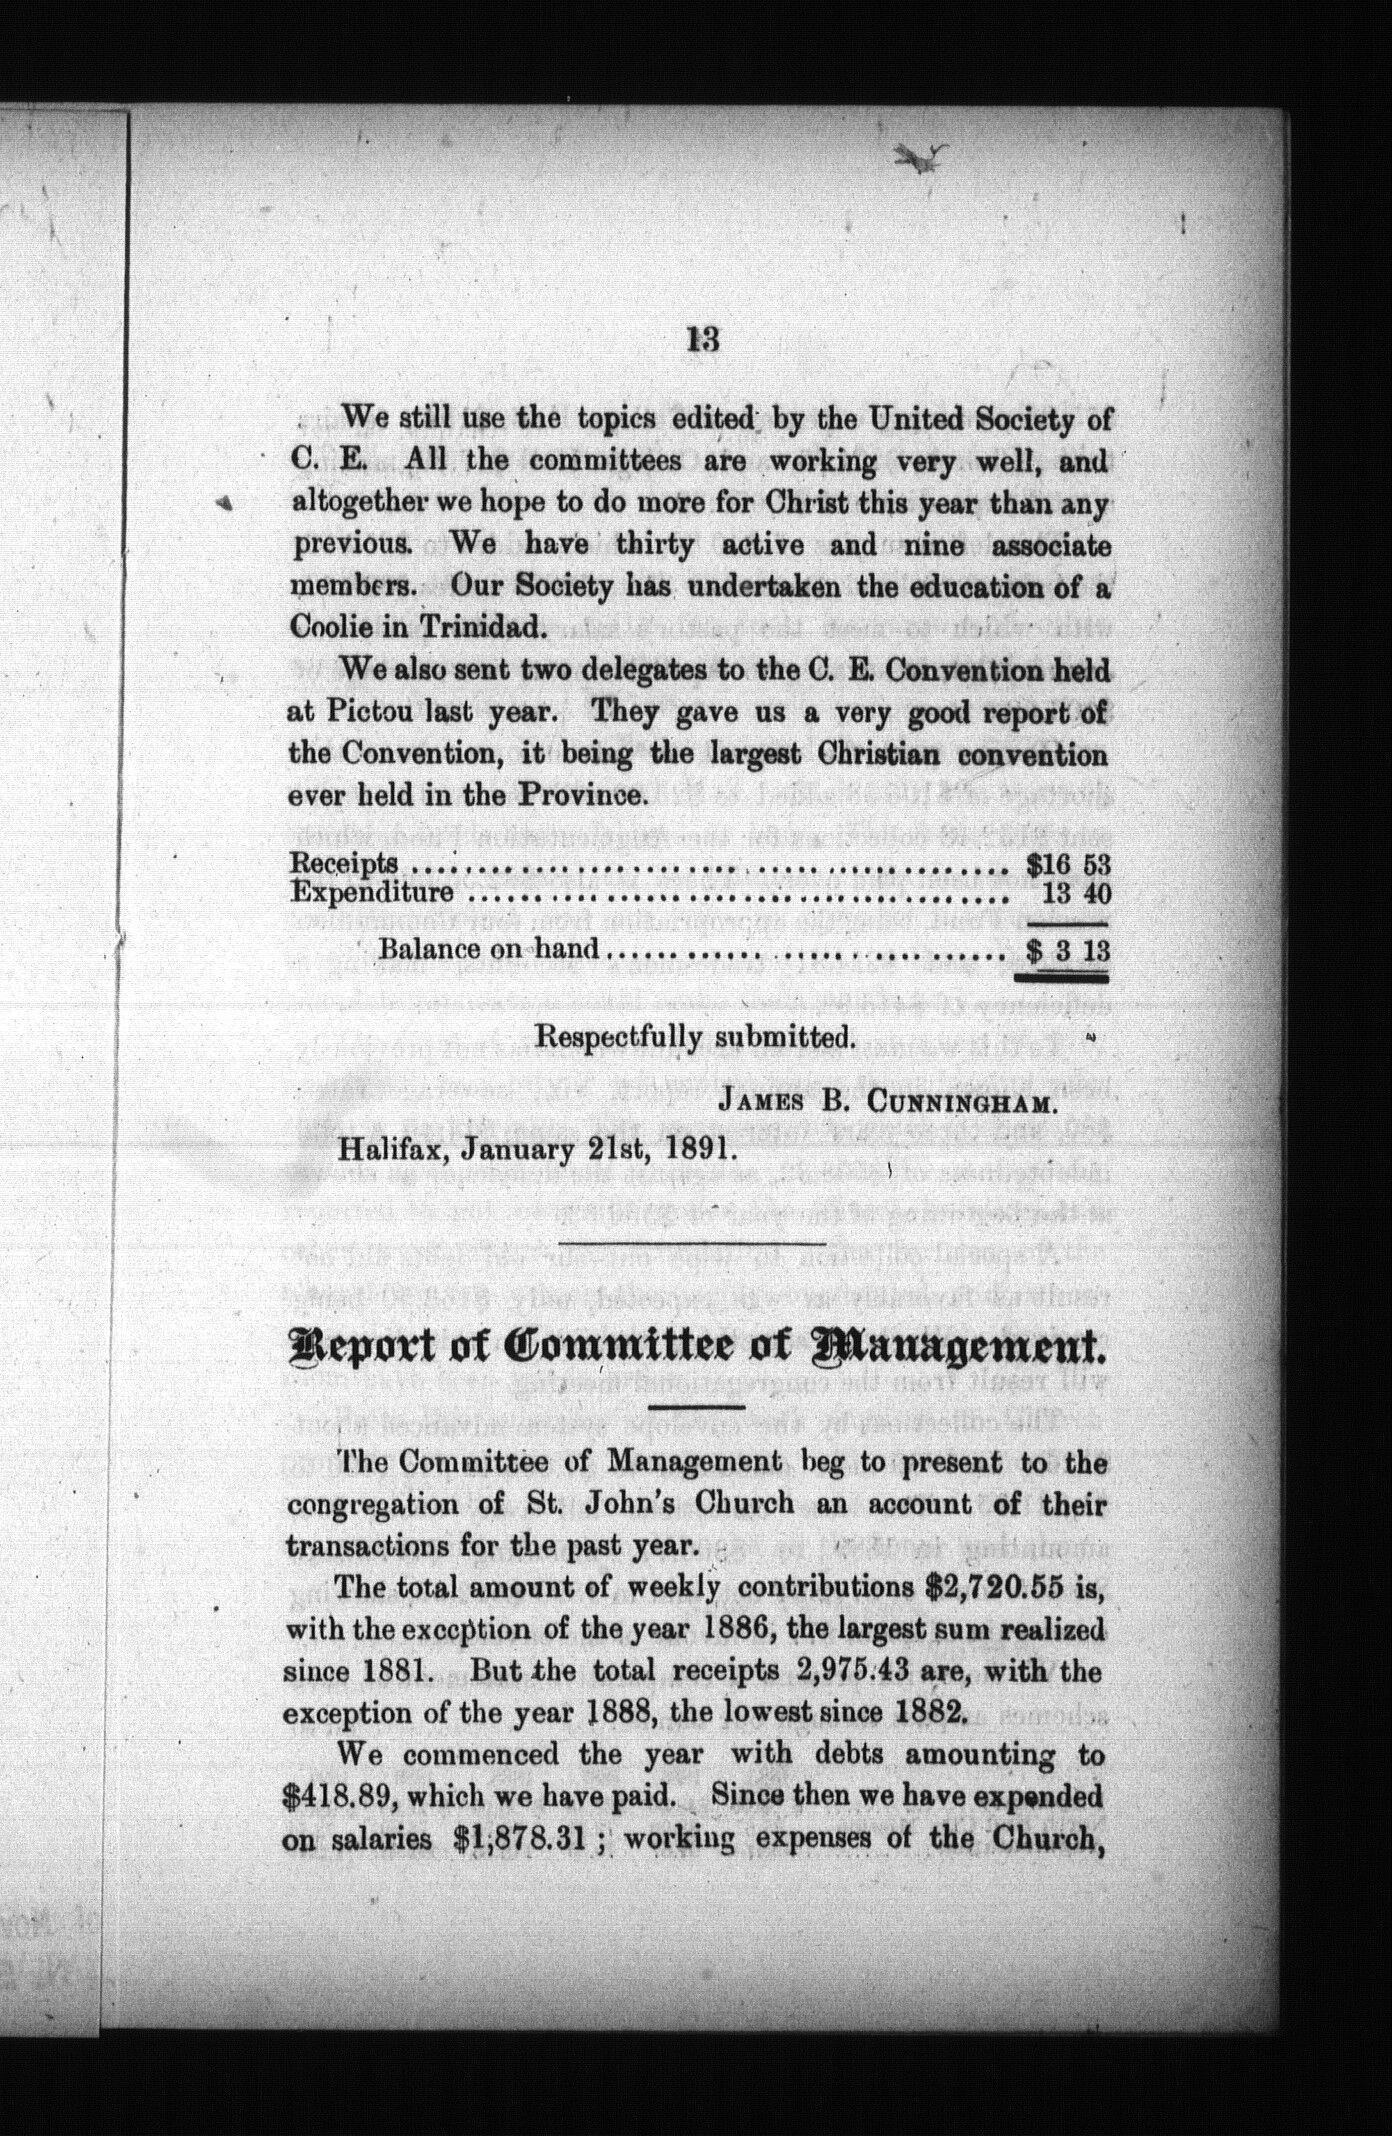 13
We still use the topics edited by the United Society of
C. E. All the committees are working very well, and
altogether we hope to do more for Christ this year than any
previous. We have thirty active and nine associate
members. Our Society has undertaken the education of a
Coolie in Trinidad.
We also sent two delegates to the C. E. Convention held
at Pictou last year. They gave us a very good report of
the Convention, it being the largest Christian convention
ever held in the Province.
Receipts ............................................ $16 53
Expenditure ........................................ 13 40
Balance on hand.............................. $ 3 13
Respectfully submitted.
JAMES B. CUNNINGHAM.
Halifax, January 21st, 1891.
Report of Committee of Management.
The Committee of Management beg to present to the
congregation of St. John's Church an account of their
transactions for the past year.
The total amount of weekly contributions $2,720.55 is,
with the exception of the year 1886, the largest sum realized
since 1881. But the total receipts 2,975.43 are, with the
exception of the year 1888, the lowest since 1882.
We commenced the year with debts amounting to
$418.89, which we have paid. Since then we have expended
on salaries $1,878.31 ; working expenses of the Church,